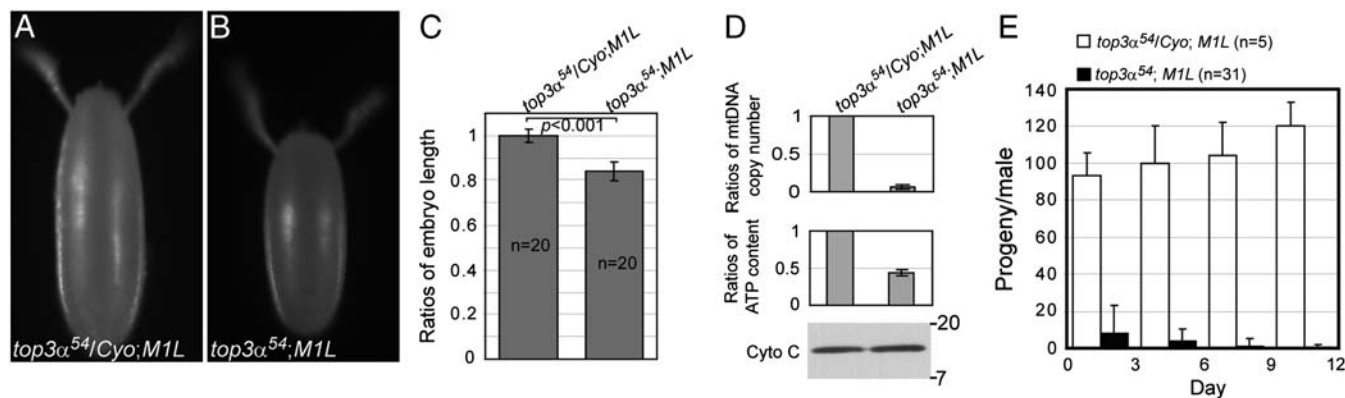 A
top3α54/Cyo;M1L
B
top3α54;M1L
C
top3α54/Cyo;M1L
top3α54;M1L
p<0.001
Ratios of embryo length
1
0.8
0.6
0.4
0.2
0
n=20
n=20
D
top3α54/Cyo;M1L
top3α54;M1L
Ratios of mtDNA
copy number
1
0.5
0
Ratios of
ATP content
1
0.5
0
Cyto C
-20
-7
E
top3α54/Cyo; M1L (n=5)
top3α54; M1L (n=31)
Progeny/male
140
120
100
80
60
40
20
0
0 3 6 9 12
Day